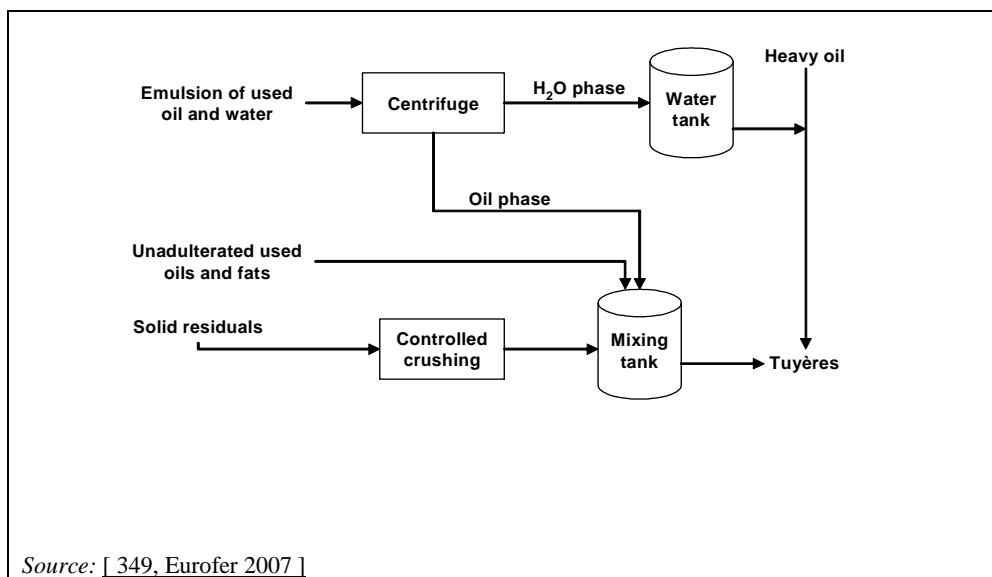 Heavy oil
Emulsion of used
oil and water
Centrifuge
H₂O phase
Water
tank
Oil phase
Unadulterated used
oils and fats
Solid residuals
Controlled
crushing
Mixing
tank
Tuyères
Source: [ 349, Eurofer 2007 ]